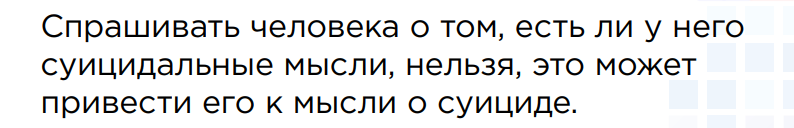 Спрашивать человека о том, есть ли у него
суицидальные мысли, нельзя, это может
привести его к мысли о суициде.